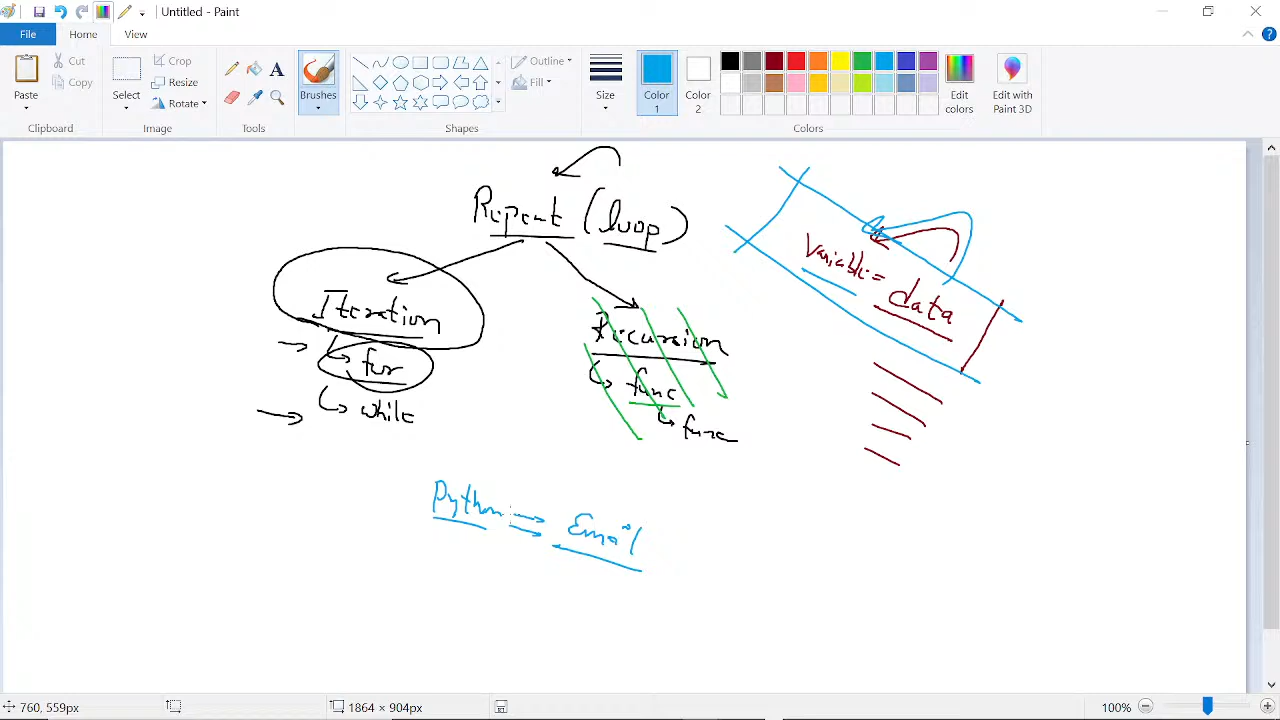 Untitled - Paint
File
Home
View
Paste
Cut
Copy
Clipboard
Select
Crop
Resize
Rotate
Image
Tools
Brushes
Outline
Fill
Shapes
Size
Color 1
Color 2
Edit colors
Edit with Paint 3D
Colors
Repeat (loop)
Iteration
for
while
Recursion
func
func
variable = data
Python
Email
760, 559px
1864 × 904px
100%